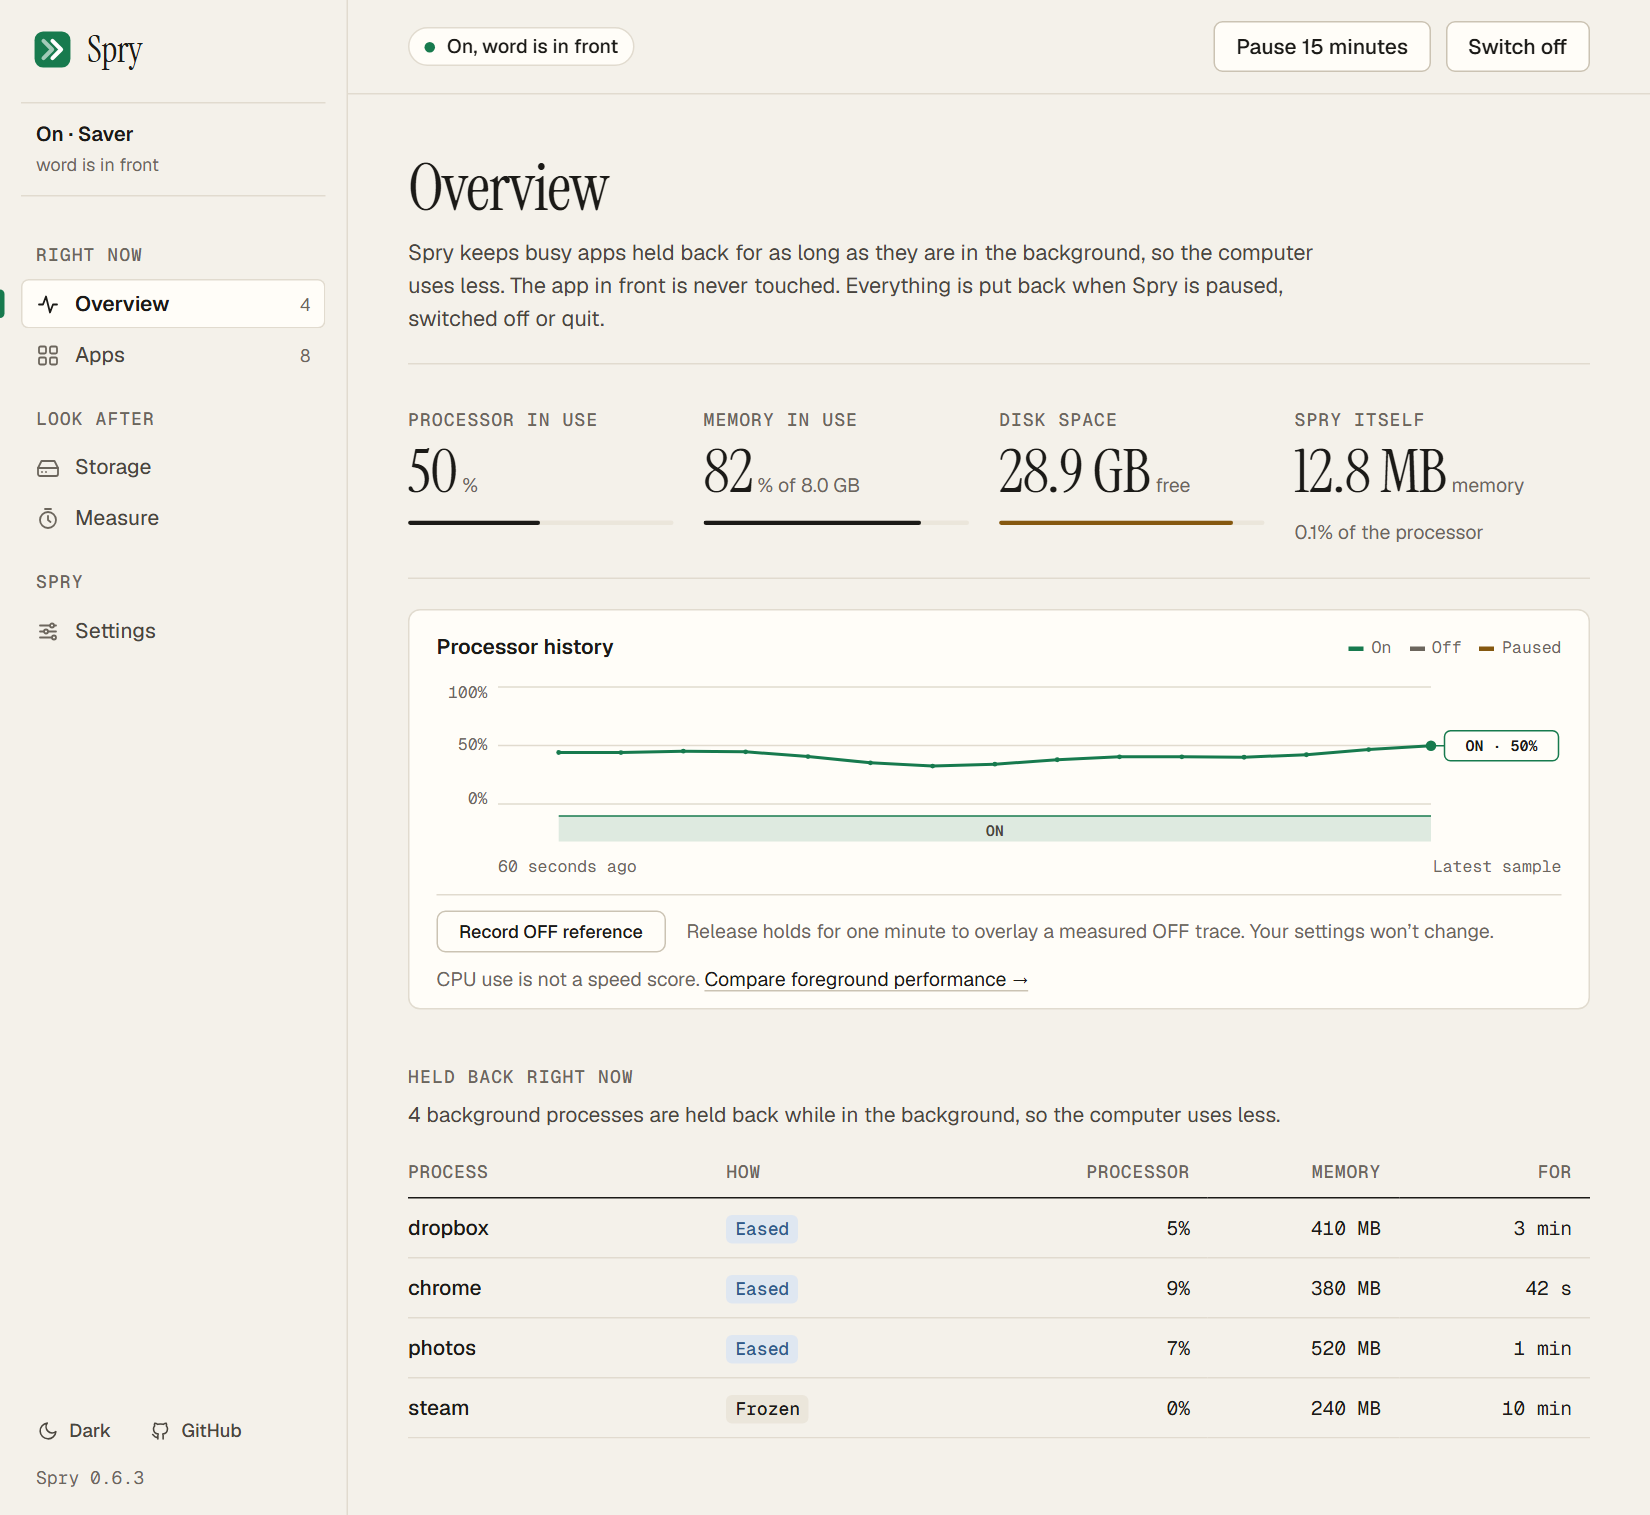 Spry
On · Saver
word is in front
RIGHT NOW
Overview 4
Apps 8
LOOK AFTER
Storage
Measure
SPRY
Settings
Dark GitHub
Spry 0.6.3
On, word is in front
Pause 15 minutes
Switch off
Overview
Spry keeps busy apps held back for as long as they are in the background, so the computer
uses less. The app in front is never touched. Everything is put back when Spry is paused,
switched off or quit.
PROCESSOR IN USE
50 %
MEMORY IN USE
82 % of 8.0 GB
DISK SPACE
28.9 GB free
SPRY ITSELF
12.8 MB memory
0.1% of the processor
Processor history
On Off Paused
100%
50%
0%
ON · 50%
ON
60 seconds ago
Latest sample
Record OFF reference
Release holds for one minute to overlay a measured OFF trace. Your settings won’t change.
CPU use is not a speed score. Compare foreground performance →
HELD BACK RIGHT NOW
4 background processes are held back while in the background, so the computer uses less.
PROCESS HOW PROCESSOR MEMORY FOR
dropbox Eased 5% 410 MB 3 min
chrome Eased 9% 380 MB 42 s
photos Eased 7% 520 MB 1 min
steam Frozen 0% 240 MB 10 min